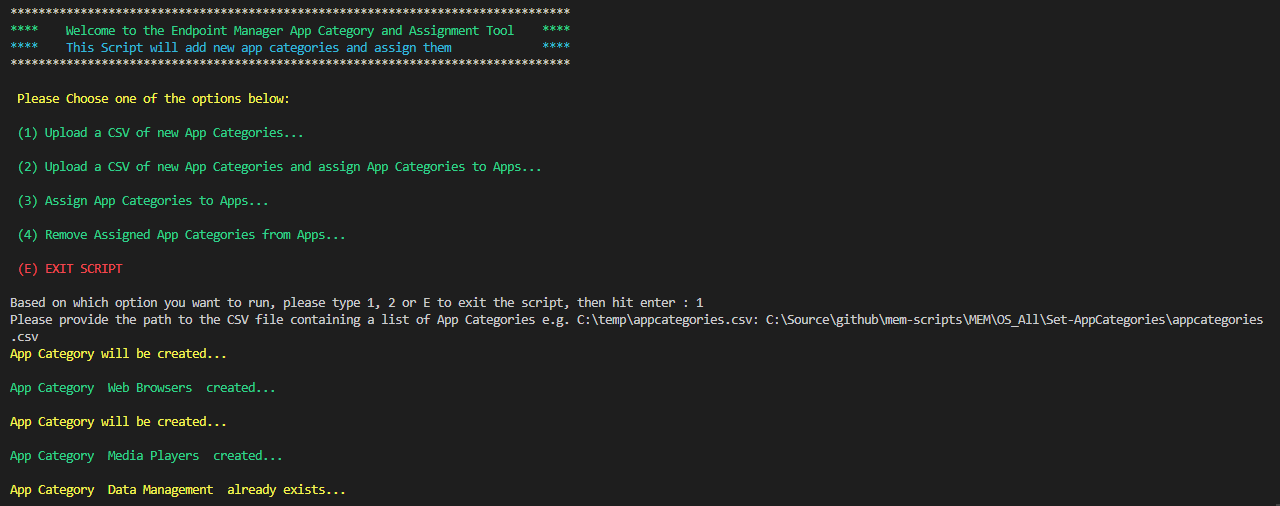 ********************************************************************************
****    Welcome to the Endpoint Manager App Category and Assignment Tool    ****
****    This Script will add new app categories and assign them             ****
********************************************************************************
Please Choose one of the options below:
(1) Upload a CSV of new App Categories...
(2) Upload a CSV of new App Categories and assign App Categories to Apps...
(3) Assign App Categories to Apps...
(4) Remove Assigned App Categories from Apps...
(E) EXIT SCRIPT
Based on which option you want to run, please type 1, 2 or E to exit the script, then hit enter : 1
Please provide the path to the CSV file containing a list of App Categories e.g. C:\temp\appcategories.csv: C:\Source\github\mem-scripts\MEM\OS_All\Set-AppCategories\appcategories
.csv
App Category will be created...
App Category  Web Browsers  created...
App Category will be created...
App Category  Media Players  created...
App Category  Data Management  already exists...